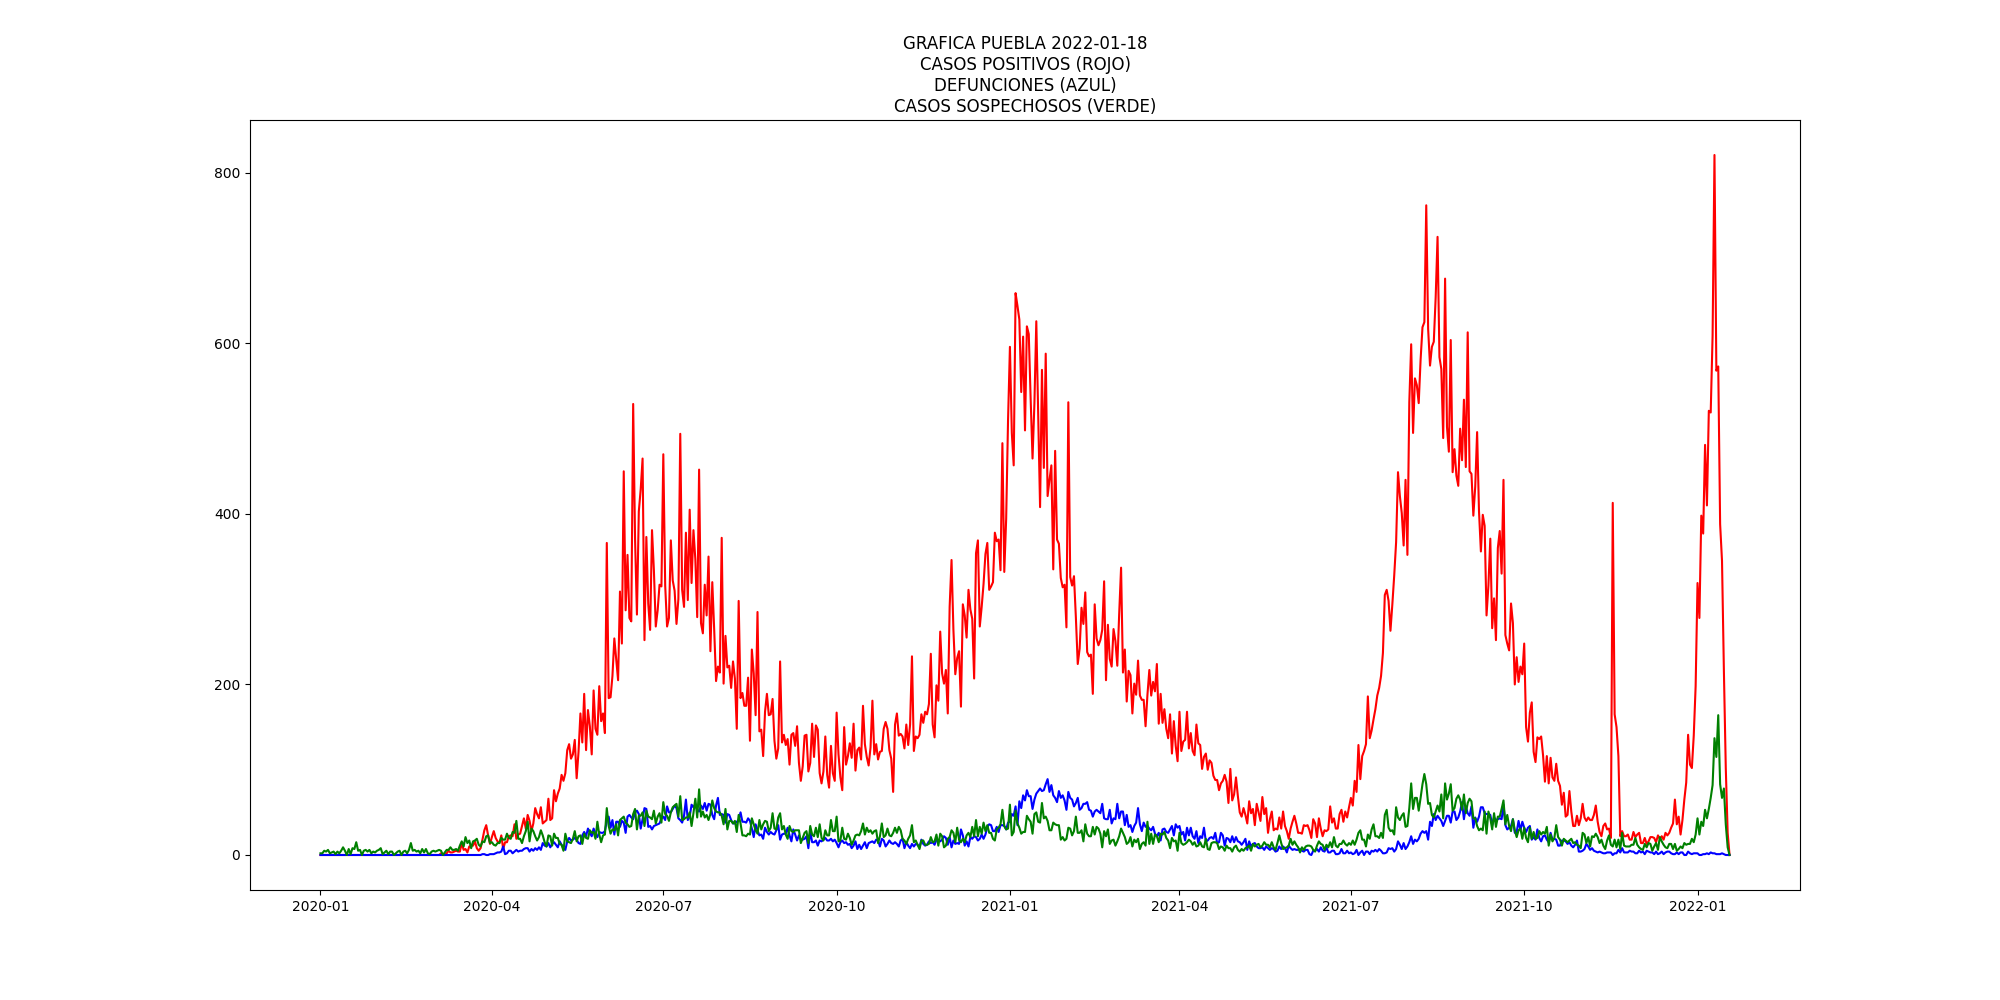 GRAFICA PUEBLA 2022-01-18
CASOS POSITIVOS (ROJO)
DEFUNCIONES (AZUL)
CASOS SOSPECHOSOS (VERDE)
800
600
400
200
0
2020-01 2020-04 2020-07 2020-10 2021-01 2021-04 2021-07 2021-10 2022-01